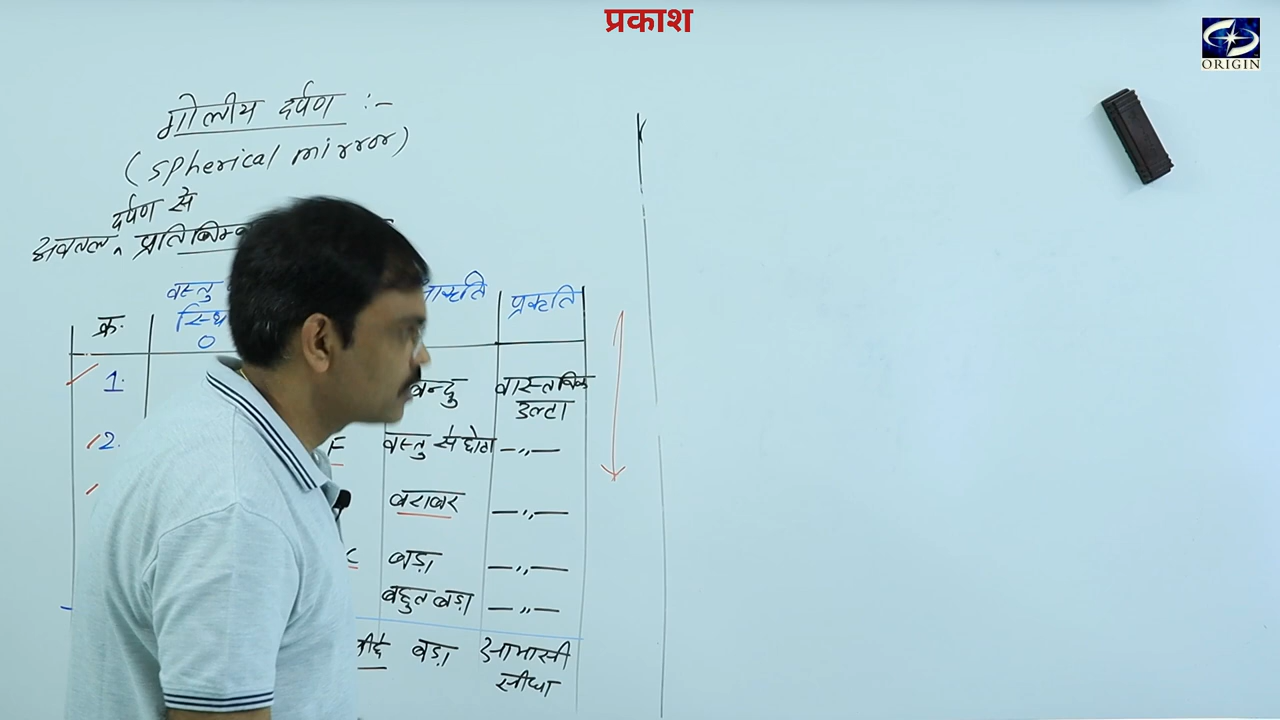 प्रकाश
ORIGIN
गोलीय दर्पण :-
(Spherical mirror)
दर्पण से
अवतल ^ प्रतिबिम्ब
वस्तु प्रकृति
क्र. स्थि
O
1. वास्तविक
उल्टा
2. F वस्तु से छोटा —,,—
बराबर —,,—
C बड़ा —,,—
बहुत बड़ा —,,—
बड़ा आभासी
सीधा